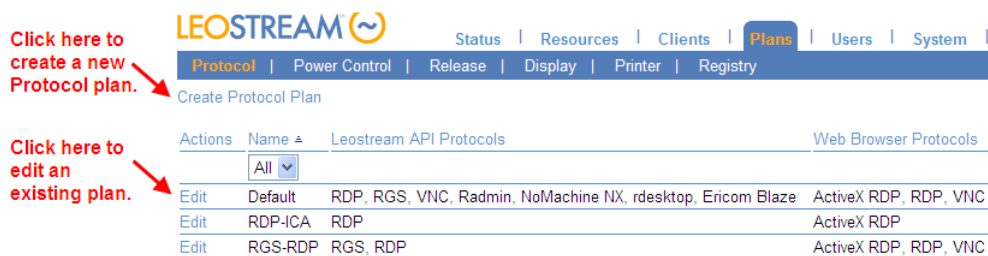 LEOSTREAM
Status | Resources | Clients | Plans | Users | System |
Click here to
create a new
Protocol plan.
Protocol | Power Control | Release | Display | Printer | Registry
Create Protocol Plan
Actions Name Leostream API Protocols Web Browser Protocols
All
Click here to
edit an
existing plan.
Edit Default RDP, RGS, VNC, Radmin, NoMachine NX, rdesktop, Ericom Blaze ActiveX RDP, RDP, VNC
Edit RDP-ICA RDP ActiveX RDP
Edit RGS-RDP RGS, RDP ActiveX RDP, RDP, VNC